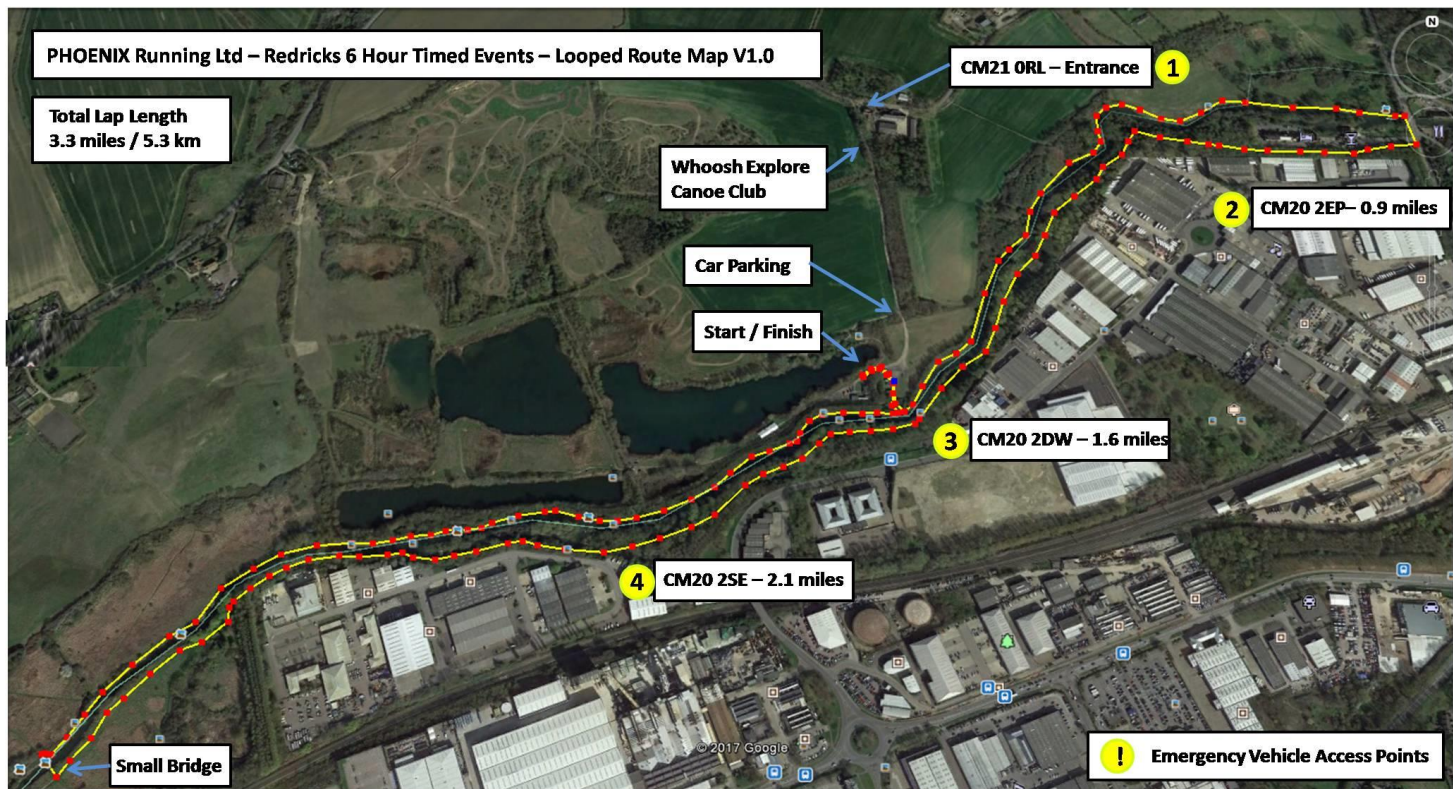 PHOENIX Running Ltd – Redricks 6 Hour Timed Events – Looped Route Map V1.0
Total Lap Length
3.3 miles / 5.3 km
CM21 0RL – Entrance
1
N
Whoosh Explore
Canoe Club
2
CM20 2EP– 0.9 miles
Car Parking
Start / Finish
3
CM20 2DW – 1.6 miles
4
CM20 2SE – 2.1 miles
Small Bridge
© 2017 Google
!
Emergency Vehicle Access Points